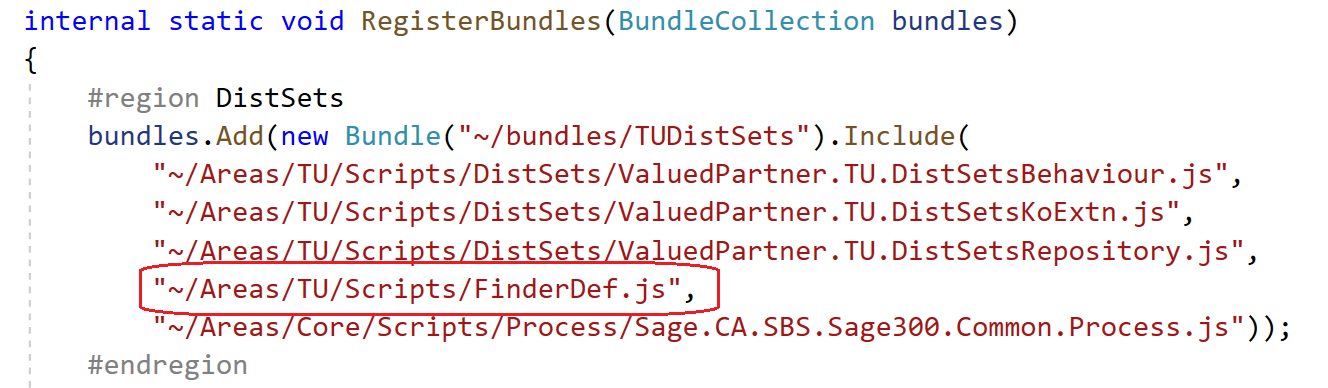 internal static void RegisterBundles(BundleCollection bundles)
{
#region DistSets
bundles.Add(new Bundle("~/bundles/TUDistSets").Include(
"~/Areas/TU/Scripts/DistSets/ValuedPartner.TU.DistSetsBehaviour.js",
"~/Areas/TU/Scripts/DistSets/ValuedPartner.TU.DistSetsKoExtn.js",
"~/Areas/TU/Scripts/DistSets/ValuedPartner.TU.DistSetsRepository.js",
"~/Areas/TU/Scripts/FinderDef.js",
"~/Areas/Core/Scripts/Process/Sage.CA.SBS.Sage300.Common.Process.js"));
#endregion